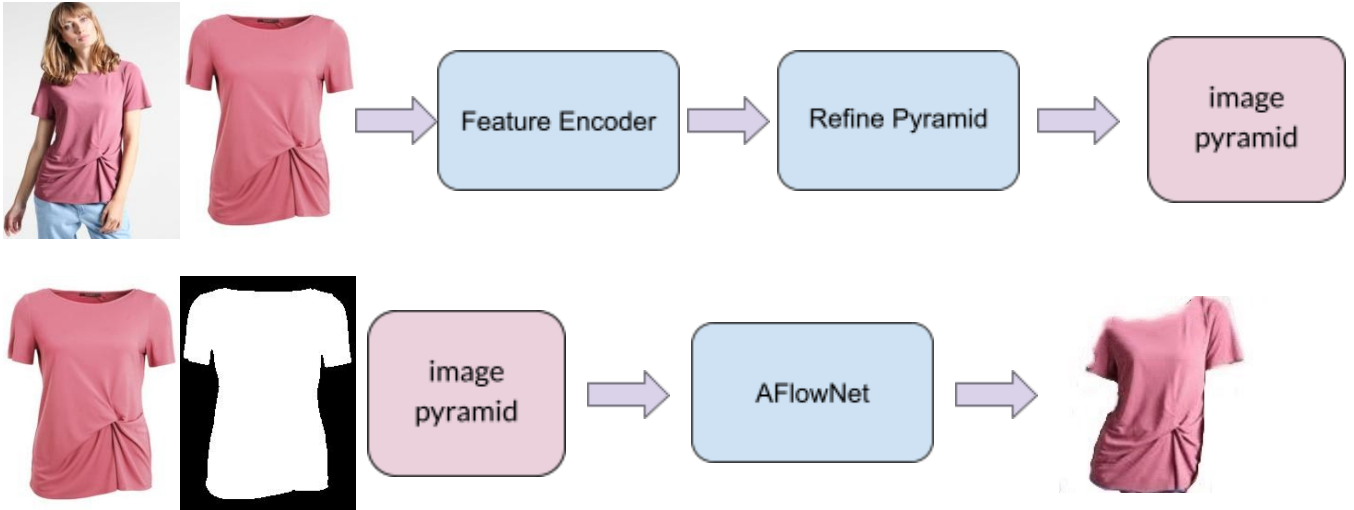 Feature Encoder
Refine Pyramid
image
pyramid
image
pyramid
AFlowNet